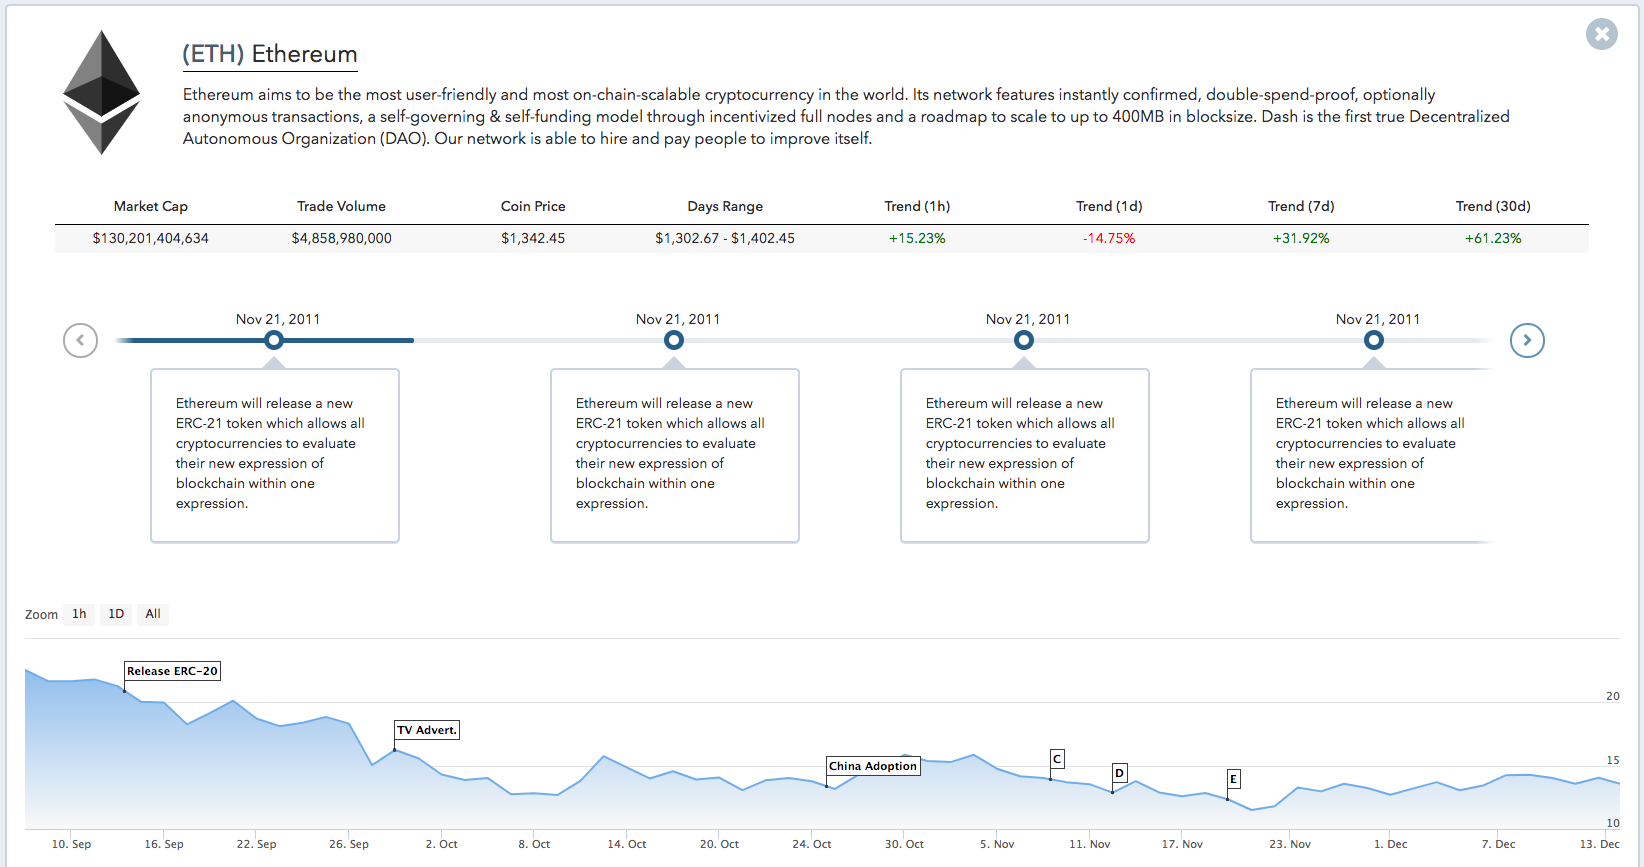 (ETH) Ethereum
Ethereum aims to be the most user-friendly and most on-chain-scalable cryptocurrency in the world. Its network features instantly confirmed, double-spend-proof, optionally
anonymous transactions, a self-governing & self-funding model through incentivized full nodes and a roadmap to scale to up to 400MB in blocksize. Dash is the first true Decentralized
Autonomous Organization (DAO). Our network is able to hire and pay people to improve itself.
Market Cap Trade Volume Coin Price Days Range Trend (1h) Trend (1d) Trend (7d) Trend (30d)
$130,201,404,634 $4,858,980,000 $1,342.45 $1,302.67 - $1,402.45 +15.23% -14.75% +31.92% +61.23%
Nov 21, 2011
Ethereum will release a new
ERC-21 token which allows all
cryptocurrencies to evaluate
their new expression of
blockchain within one
expression.
Nov 21, 2011
Ethereum will release a new
ERC-21 token which allows all
cryptocurrencies to evaluate
their new expression of
blockchain within one
expression.
Nov 21, 2011
Ethereum will release a new
ERC-21 token which allows all
cryptocurrencies to evaluate
their new expression of
blockchain within one
expression.
Nov 21, 2011
Ethereum will release a new
ERC-21 token which allows all
cryptocurrencies to evaluate
their new expression of
blockchain within one
expression.
Zoom 1h 1D All
Release ERC-20
TV Advert.
China Adoption
C
D
E
20
15
10
10. Sep 16. Sep 22. Sep 26. Sep 2. Oct 8. Oct 14. Oct 20. Oct 24. Oct 30. Oct 5. Nov 11. Nov 17. Nov 23. Nov 1. Dec 7. Dec 13. Dec